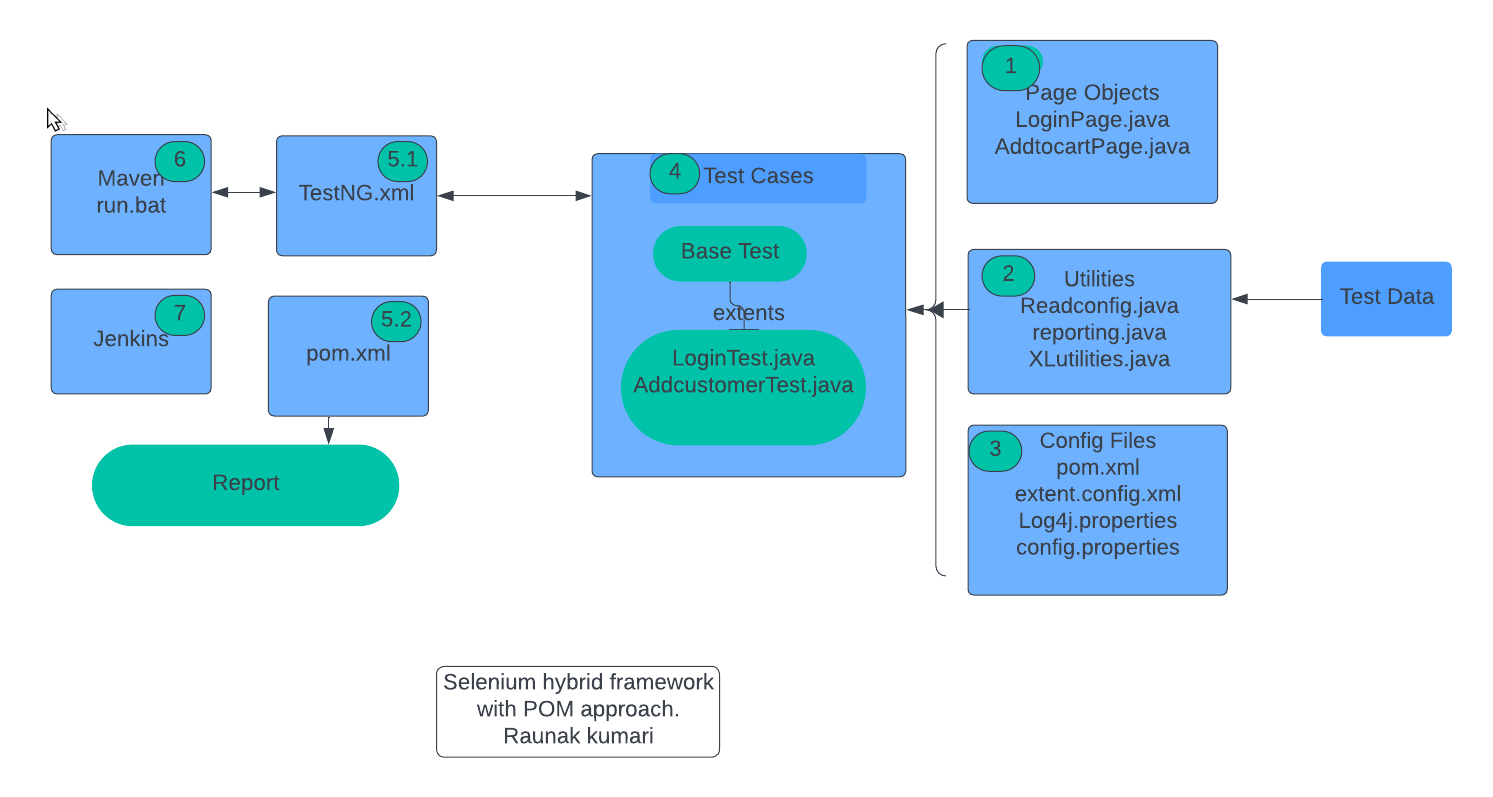 6
Maven
run.bat
5.1
TestNG.xml
7
Jenkins
5.2
pom.xml
Report
4
Test Cases
Base Test
extents
LoginTest.java
AddcustomerTest.java
1
Page Objects
LoginPage.java
AddtocartPage.java
2
Utilities
Readconfig.java
reporting.java
XLutilities.java
Test Data
3
Config Files
pom.xml
extent.config.xml
Log4j.properties
config.properties
Selenium hybrid framework
with POM approach.
Raunak kumari